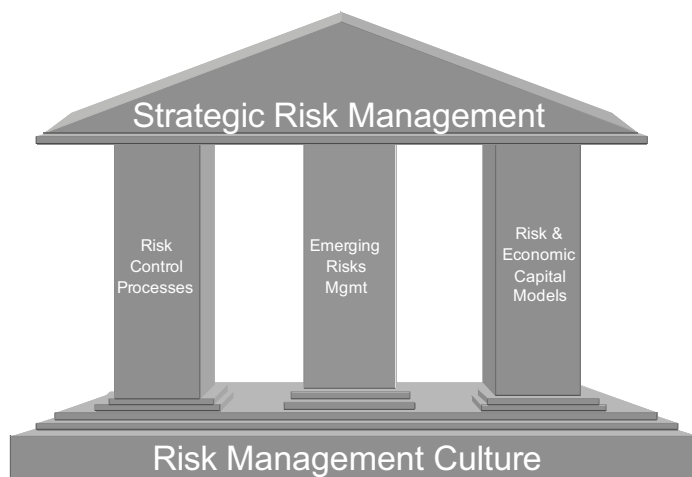 Strategic Risk Management
Risk
Control
Processes
Emerging
Risks
Mgmt
Risk &
Economic
Capital
Models
Risk Management Culture